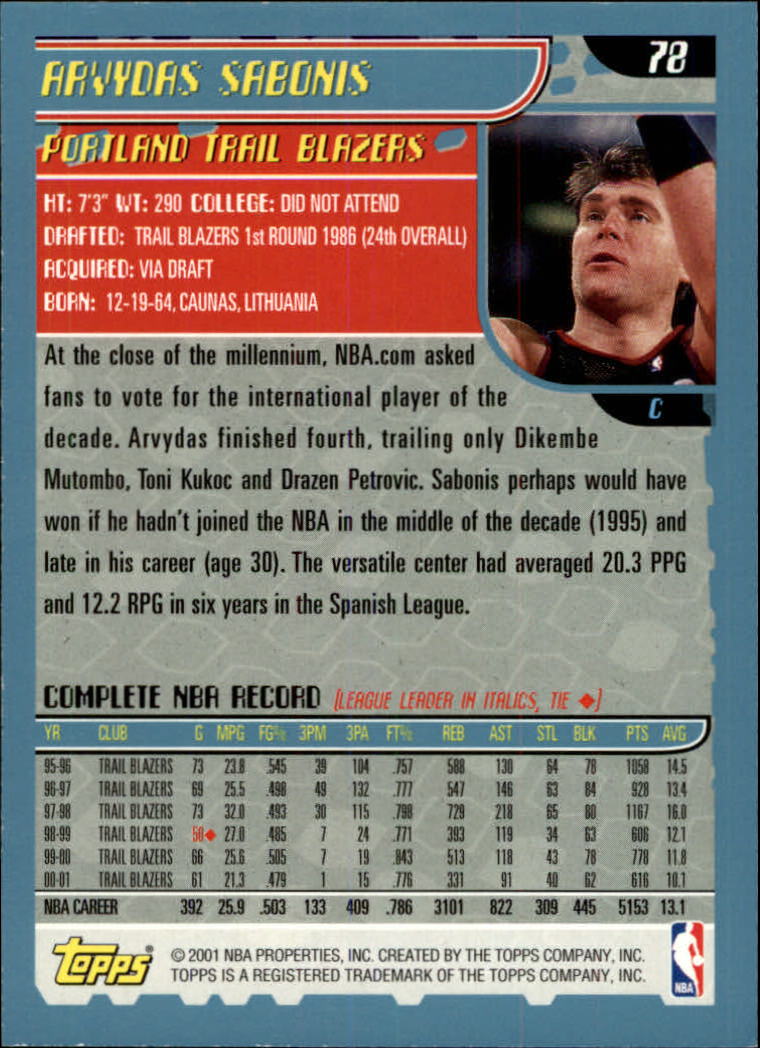 78
ARVYDAS SABONIS
PORTLAND TRAIL BLAZERS
HT: 7'3" WT: 290 COLLEGE: DID NOT ATTEND
DRAFTED: TRAIL BLAZERS 1st ROUND 1986 (24th OVERALL)
ACQUIRED: VIA DRAFT
BORN: 12-19-64, CAUNAS, LITHUANIA
C
At the close of the millennium, NBA.com asked
fans to vote for the international player of the
decade. Arvydas finished fourth, trailing only Dikembe
Mutombo, Toni Kukoc and Drazen Petrovic. Sabonis perhaps would have
won if he hadn't joined the NBA in the middle of the decade (1995) and
late in his career (age 30). The versatile center had averaged 20.3 PPG
and 12.2 RPG in six years in the Spanish League.
COMPLETE NBA RECORD (LEAGUE LEADER IN ITALICS, TIE ◆)
YR CLUB G MPG FG% 3PM 3PA FT% REB AST STL BLK PTS AVG
95-96 TRAIL BLAZERS 73 23.8 .545 39 104 .757 588 130 64 78 1058 14.5
96-97 TRAIL BLAZERS 69 25.5 .498 49 132 .777 547 146 63 84 928 13.4
97-98 TRAIL BLAZERS 73 32.0 .493 30 115 .798 729 218 65 80 1167 16.0
98-99 TRAIL BLAZERS 50◆ 27.0 .485 7 24 .771 393 119 34 63 606 12.1
99-00 TRAIL BLAZERS 66 25.6 .505 7 19 .843 513 118 43 78 778 11.8
00-01 TRAIL BLAZERS 61 21.3 .479 1 15 .776 331 91 40 62 616 10.1
NBA CAREER 392 25.9 .503 133 409 .786 3101 822 309 445 5153 13.1
Topps®
© 2001 NBA PROPERTIES, INC. CREATED BY THE TOPPS COMPANY, INC.
TOPPS IS A REGISTERED TRADEMARK OF THE TOPPS COMPANY, INC.
NBA